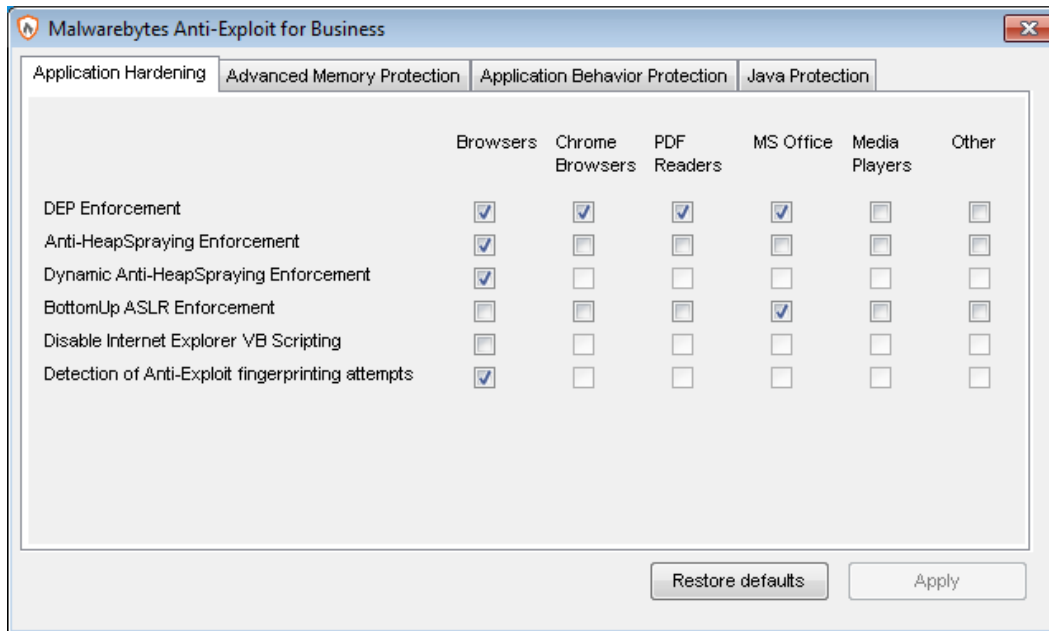 Malwarebytes Anti-Exploit for Business
Application Hardening Advanced Memory Protection Application Behavior Protection Java Protection
Browsers Chrome Browsers PDF Readers MS Office Media Players Other
DEP Enforcement
Anti-HeapSpraying Enforcement
Dynamic Anti-HeapSpraying Enforcement
BottomUp ASLR Enforcement
Disable Internet Explorer VB Scripting
Detection of Anti-Exploit fingerprinting attempts
Restore defaults Apply